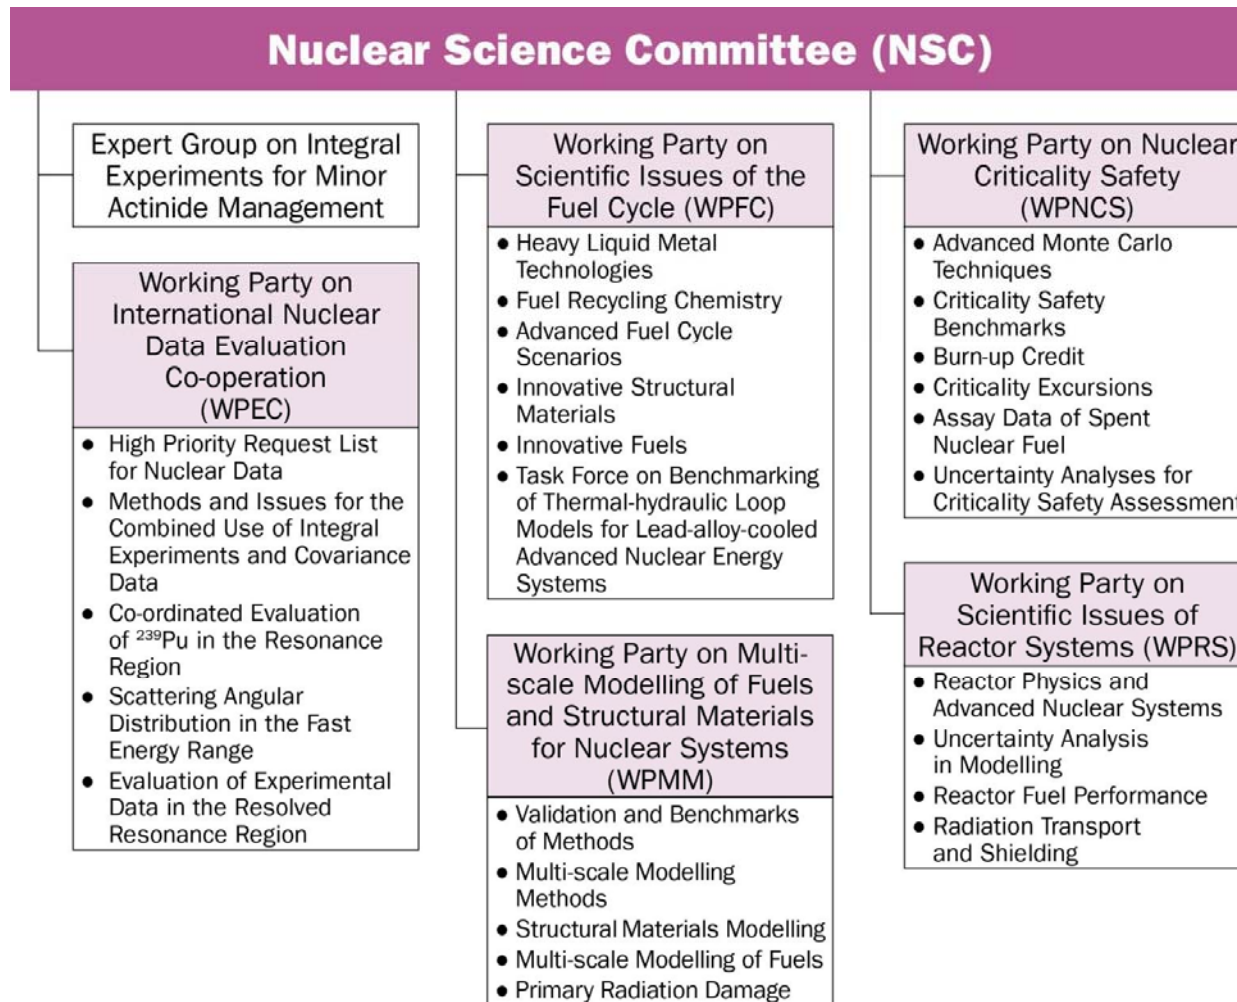 Nuclear Science Committee (NSC)
Expert Group on Integral
Experiments for Minor
Actinide Management
Working Party on
International Nuclear
Data Evaluation
Co-operation
(WPEC)
● High Priority Request List
for Nuclear Data
● Methods and Issues for the
Combined Use of Integral
Experiments and Covariance
Data
● Co-ordinated Evaluation
of ²³⁹Pu in the Resonance
Region
● Scattering Angular
Distribution in the Fast
Energy Range
● Evaluation of Experimental
Data in the Resolved
Resonance Region
Working Party on
Scientific Issues of the
Fuel Cycle (WPFC)
● Heavy Liquid Metal
Technologies
● Fuel Recycling Chemistry
● Advanced Fuel Cycle
Scenarios
● Innovative Structural
Materials
● Innovative Fuels
● Task Force on Benchmarking
of Thermal-hydraulic Loop
Models for Lead-alloy-cooled
Advanced Nuclear Energy
Systems
Working Party on Multi-
scale Modelling of Fuels
and Structural Materials
for Nuclear Systems
(WPMM)
● Validation and Benchmarks
of Methods
● Multi-scale Modelling
Methods
● Structural Materials Modelling
● Multi-scale Modelling of Fuels
● Primary Radiation Damage
Working Party on Nuclear
Criticality Safety
(WPNCS)
● Advanced Monte Carlo
Techniques
● Criticality Safety
Benchmarks
● Burn-up Credit
● Criticality Excursions
● Assay Data of Spent
Nuclear Fuel
● Uncertainty Analyses for
Criticality Safety Assessment
Working Party on
Scientific Issues of
Reactor Systems (WPRS)
● Reactor Physics and
Advanced Nuclear Systems
● Uncertainty Analysis
in Modelling
● Reactor Fuel Performance
● Radiation Transport
and Shielding